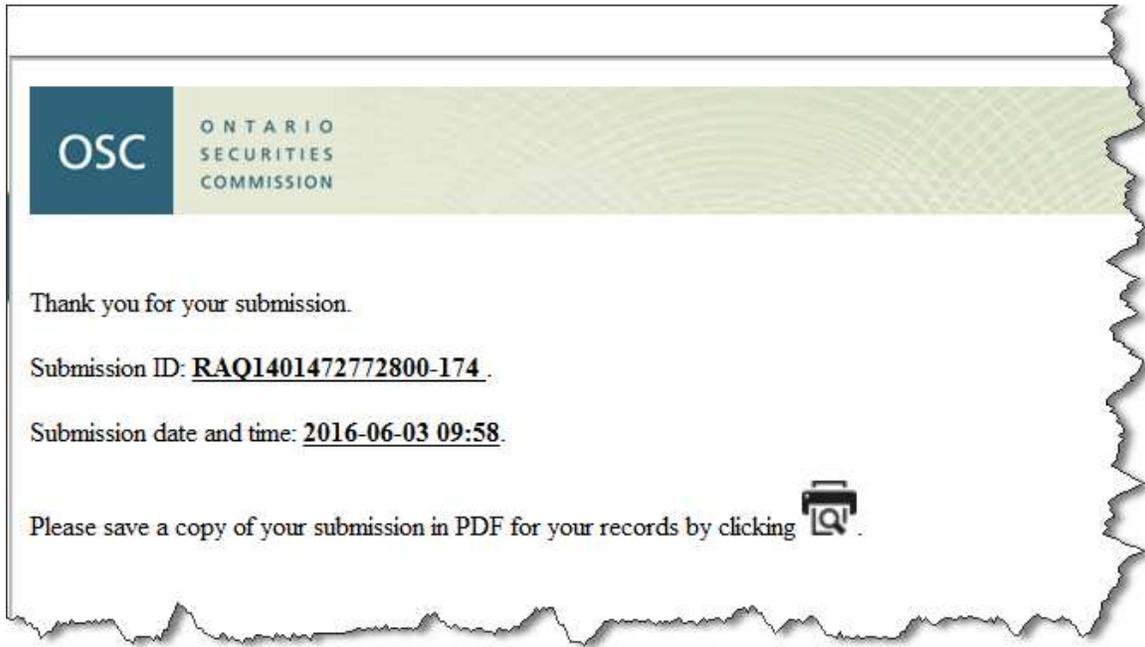 OSC
ONTARIO
SECURITIES
COMMISSION
Thank you for your submission.
Submission ID: RAQ1401472772800-174 .
Submission date and time: 2016-06-03 09:58.
Please save a copy of your submission in PDF for your records by clicking .